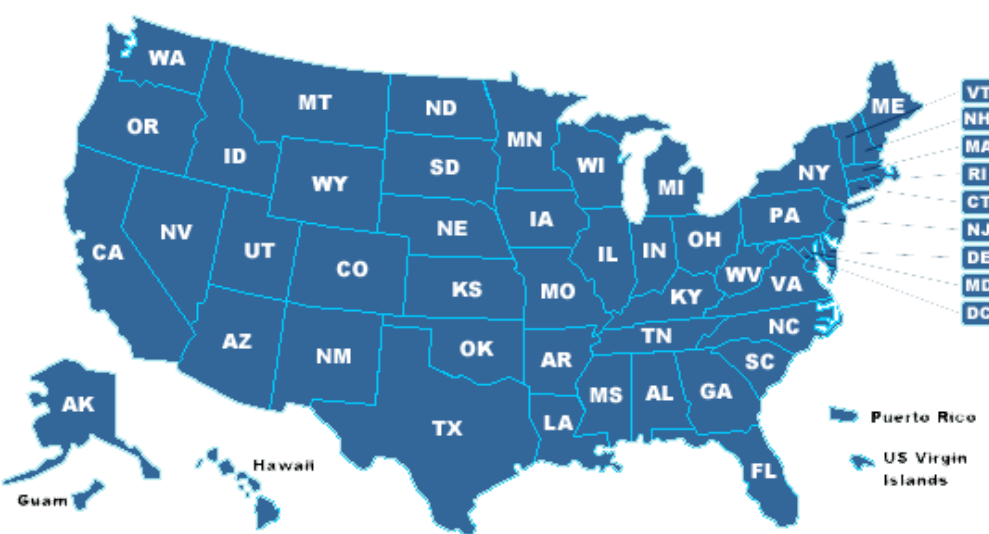 WA
MT
ND
MN
ME
VT
NH
MA
RI
CT
NJ
DE
MD
DC
OR
ID
WY
SD
WI
MI
NY
NE
IA
PA
NV
UT
CO
CA
KS
MO
IL
IN
OH
WV
VA
KY
NC
TN
SC
AZ
NM
OK
AR
MS
AL
GA
TX
LA
FL
AK
Hawaii
Guam
Puerto Rico
US Virgin
Islands